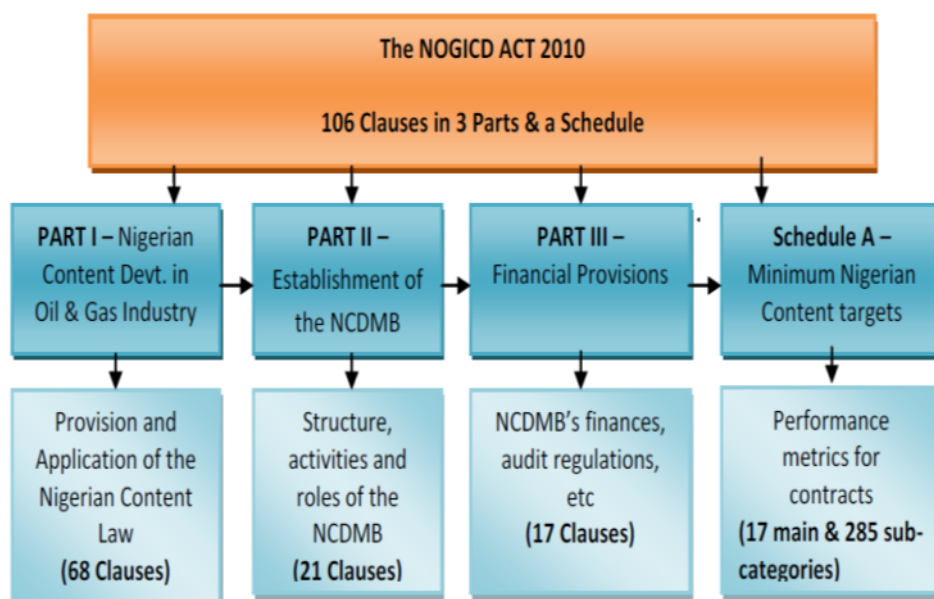 The NOGICD ACT 2010
106 Clauses in 3 Parts & a Schedule
PART I – Nigerian
Content Devt. in
Oil & Gas Industry
PART II –
Establishment of
the NCDMB
PART III –
Financial Provisions
Schedule A –
Minimum Nigerian
Content targets
Provision and
Application of the
Nigerian Content
Law
(68 Clauses)
Structure,
activities and
roles of the
NCDMB
(21 Clauses)
NCDMB's finances,
audit regulations,
etc
(17 Clauses)
Performance
metrics for
contracts
(17 main & 285 sub-
categories)